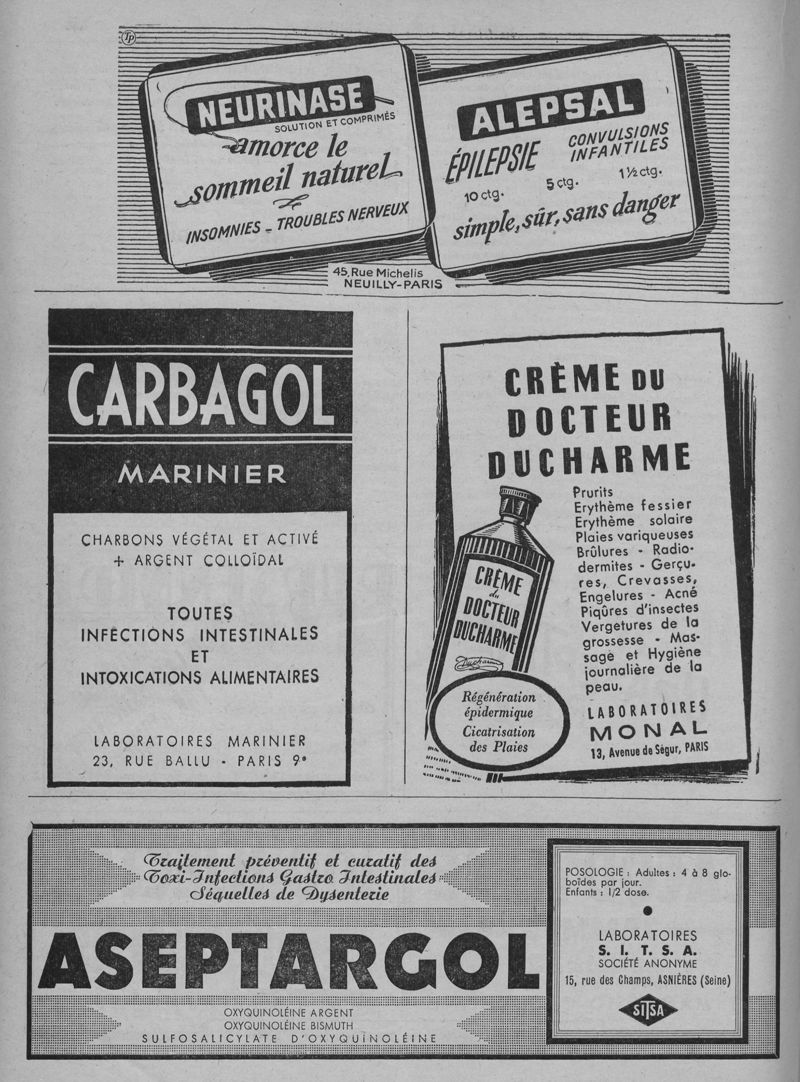 Tp
NEURINASE
SOLUTION ET COMPRIMÉS
amorce le
sommeil naturel
INSOMNIES - TROUBLES NERVEUX
ALEPSAL
ÉPILEPSIE
CONVULSIONS
INFANTILES
10 ctg.
5 ctg.
1½ ctg.
simple, sûr, sans danger
45, Rue Michelis
NEUILLY-PARIS
CARBAGOL
MARINIER
CHARBONS VÉGÉTAL ET ACTIVÉ
+ ARGENT COLLOÏDAL
TOUTES
INFECTIONS INTESTINALES
ET
INTOXICATIONS ALIMENTAIRES
LABORATOIRES MARINIER
23, RUE BALLU - PARIS 9e
CRÈME DU
DOCTEUR
DUCHARME
Prurits
Erythème fessier
Erythème solaire
Plaies variqueuses
Brûlures - Radio-
dermites - Gerçu-
res, Crevasses,
Engelures - Acné
Piqûres d'insectes
Vergetures de la
grossesse - Mas-
sage et Hygiène
journalière de la
peau.
CRÈME
du
DOCTEUR
DUCHARME
Ducharme
Régénération
épidermique
Cicatrisation
des Plaies
LABORATOIRES
MONAL
13, Avenue de Ségur, PARIS
Traitement préventif et curatif des
Toxi-Infections Gastro Intestinales
Séquelles de Dysenterie
ASEPTARGOL
OXYQUINOLÉINE ARGENT
OXYQUINOLÉINE BISMUTH
SULFOSALICYLATE D'OXYQUINOLÉINE
POSOLOGIE : Adultes : 4 à 8 glo-
boïdes par jour.
Enfants : 1/2 dose.
LABORATOIRES
S. I. T. S. A.
SOCIÉTÉ ANONYME
15, rue des Champs, ASNIÈRES (Seine)
SITSA